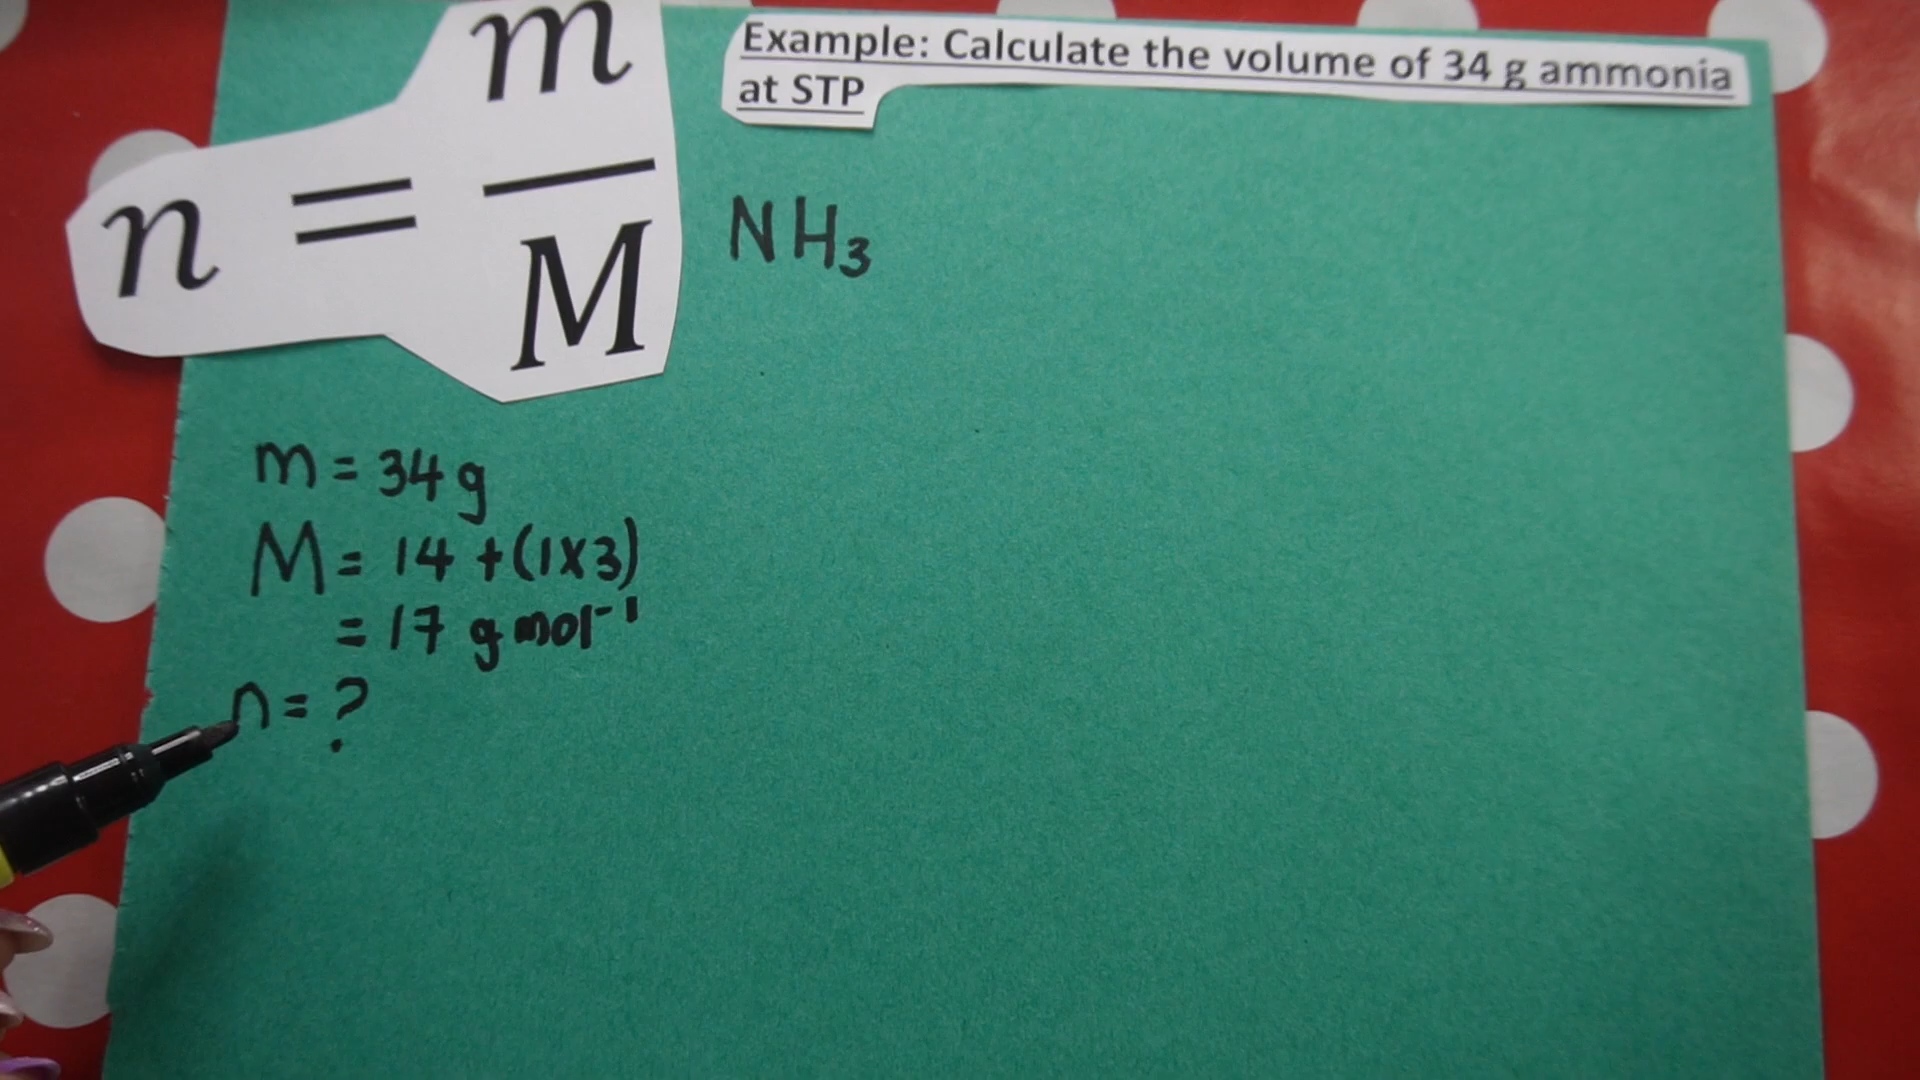 n = m/M
Example: Calculate the volume of 34 g ammonia
at STP
NH₃
m = 34 g
M = 14 + (1x3)
= 17 g mol⁻¹
n = ?